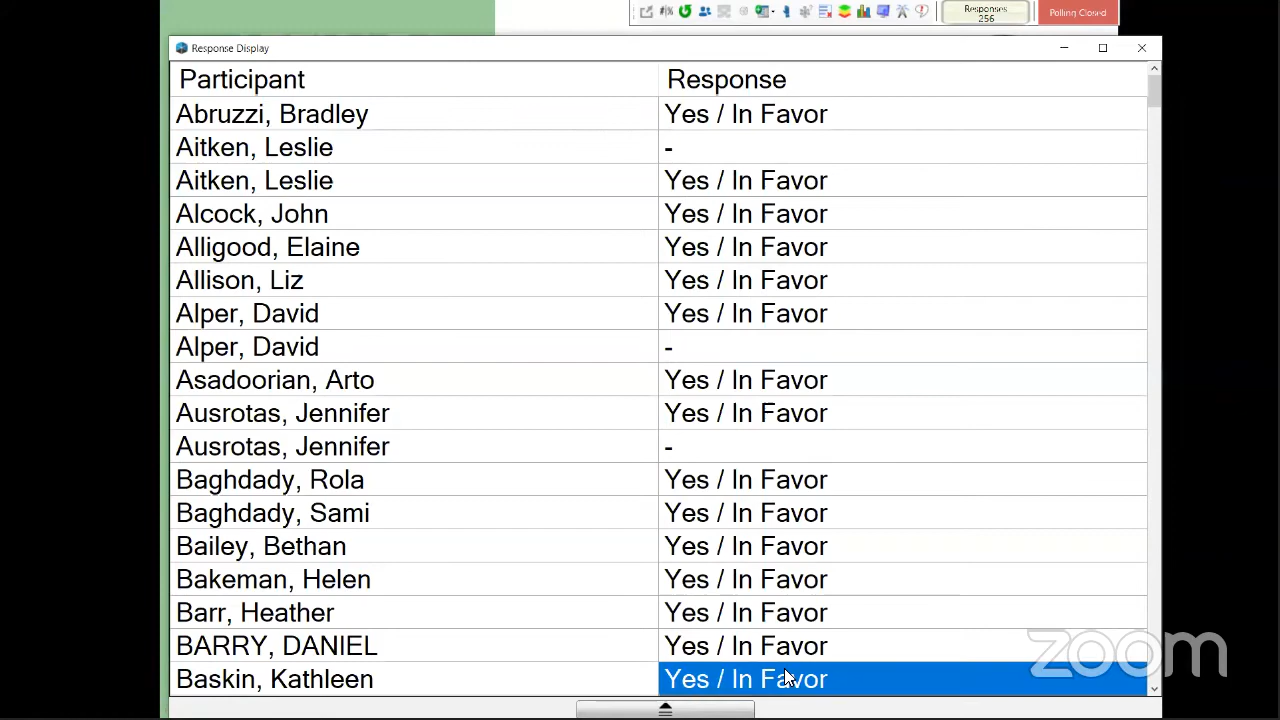 Responses
256
Polling Closed
Response Display
Participant Response
Abruzzi, Bradley Yes / In Favor
Aitken, Leslie -
Aitken, Leslie Yes / In Favor
Alcock, John Yes / In Favor
Alligood, Elaine Yes / In Favor
Allison, Liz Yes / In Favor
Alper, David Yes / In Favor
Alper, David -
Asadoorian, Arto Yes / In Favor
Ausrotas, Jennifer Yes / In Favor
Ausrotas, Jennifer -
Baghdady, Rola Yes / In Favor
Baghdady, Sami Yes / In Favor
Bailey, Bethan Yes / In Favor
Bakeman, Helen Yes / In Favor
Barr, Heather Yes / In Favor
BARRY, DANIEL Yes / In Favor
Baskin, Kathleen Yes / In Favor
zoom